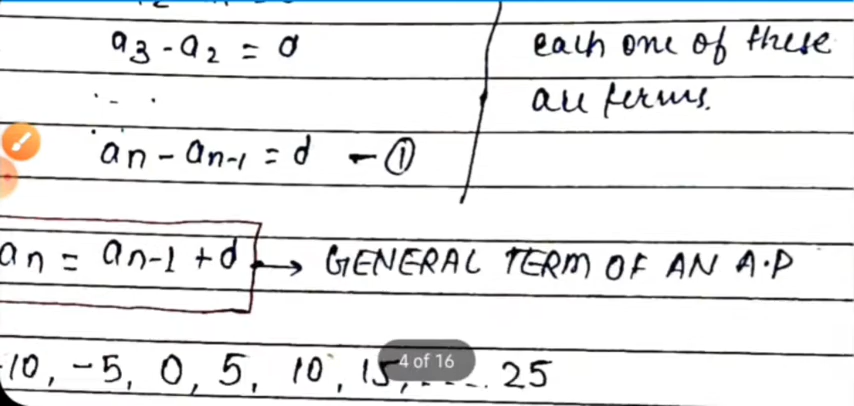 a3 - a2 = d
each one of these
are terms.
. - .
an - an-1 = d - ①
an = an-1 + d → GENERAL TERM OF AN A.P
-10, -5, 0, 5, 10, 15, .... 25
4 of 16